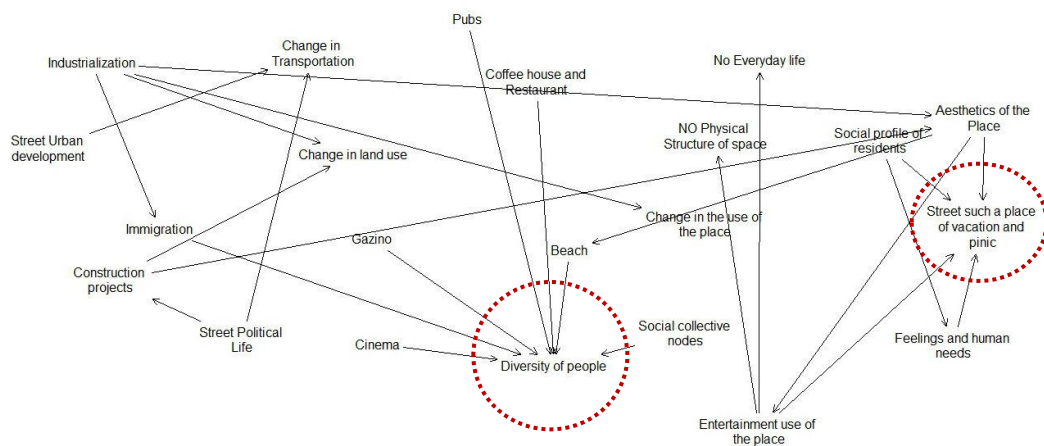 Pubs
Change in
Transportation
Industrialization
No Everyday life
Coffee house and
Restaurant
Aesthetics of the
Place
Street Urban
development
NO Physical
Structure of space
Social profile of
residents
Change in land use
Street such a place
of vacation and
pinic
Change in the use of
the place
Immigration
Gazino
Beach
Construction
projects
Street Political
Life
Social collective
nodes
Cinema
Feelings and human
needs
Diversity of people
Entertainment use of
the place